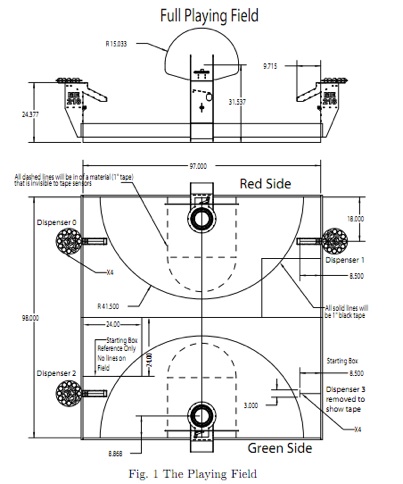 Full Playing Field
R 15.033
9.715
31.537
24.377
97.000
All dashed lines will be in of a material (1" tape)
that is invisible to tape sensors
Red Side
Dispenser 0
18.000
Dispenser 1
X4
8.500
R 41.500
All solid lines will
be 1" black tape
98.000
24.00
Starting Box
Reference Only
No lines on
Field
24.00
Starting Box
8.500
Dispenser 2
Dispenser 3
removed to
show tape
3.000
X4
8.868
Green Side
Fig. 1 The Playing Field